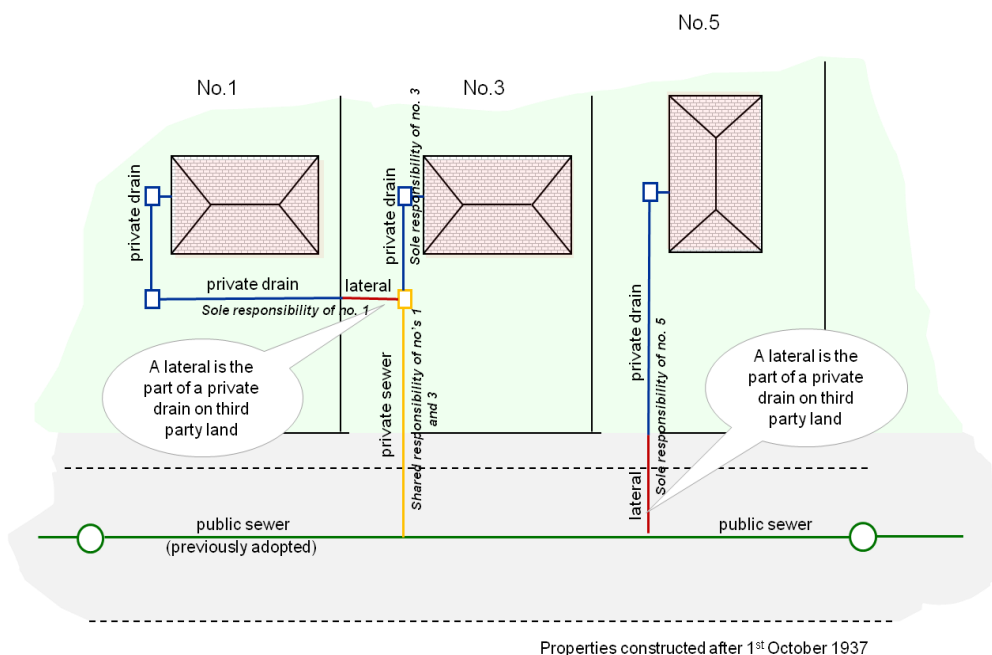 No.5
No.1
No.3
private drain
private drain
Sole responsibility of no. 3
private drain
lateral
Sole responsibility of no. 1
private drain
Sole responsibility of no. 5
A lateral is the
part of a private
drain on third
party land
private sewer
Shared responsibility of no's 1
and 3
A lateral is the
part of a private
drain on third
party land
lateral
public sewer
(previously adopted)
public sewer
Properties constructed after 1st October 1937